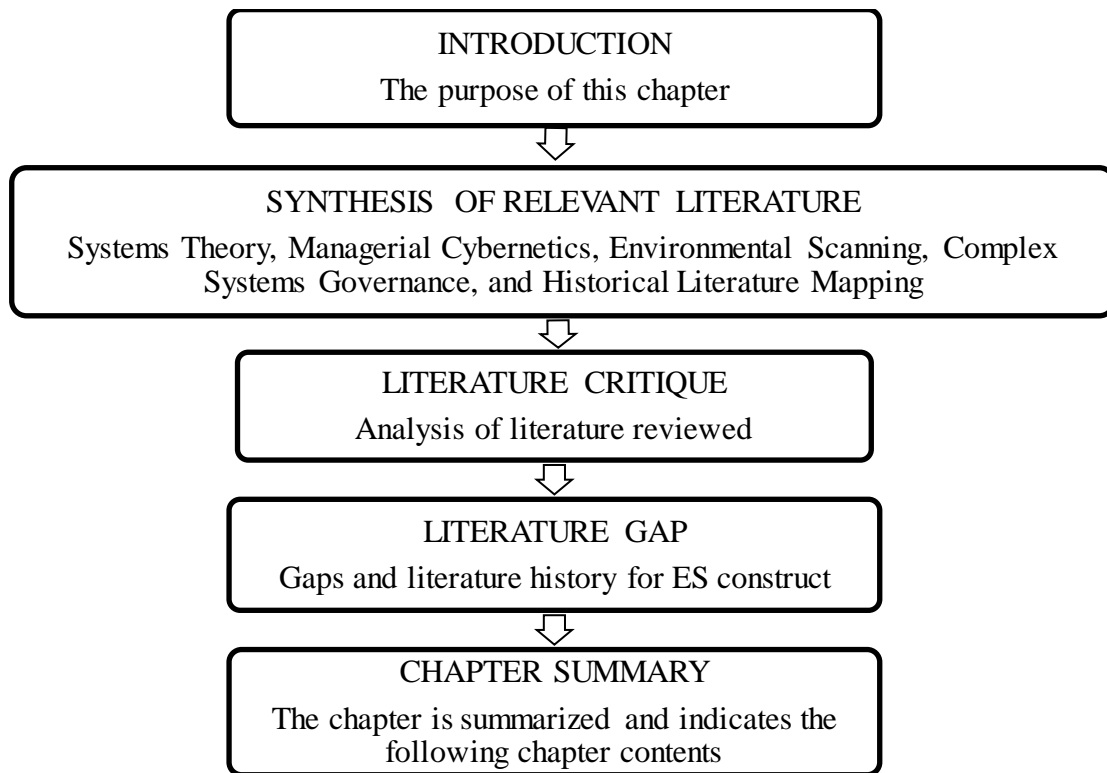 INTRODUCTION
The purpose of this chapter
SYNTHESIS OF RELEVANT LITERATURE
Systems Theory, Managerial Cybernetics, Environmental Scanning, Complex
Systems Governance, and Historical Literature Mapping
LITERATURE CRITIQUE
Analysis of literature reviewed
LITERATURE GAP
Gaps and literature history for ES construct
CHAPTER SUMMARY
The chapter is summarized and indicates the
following chapter contents